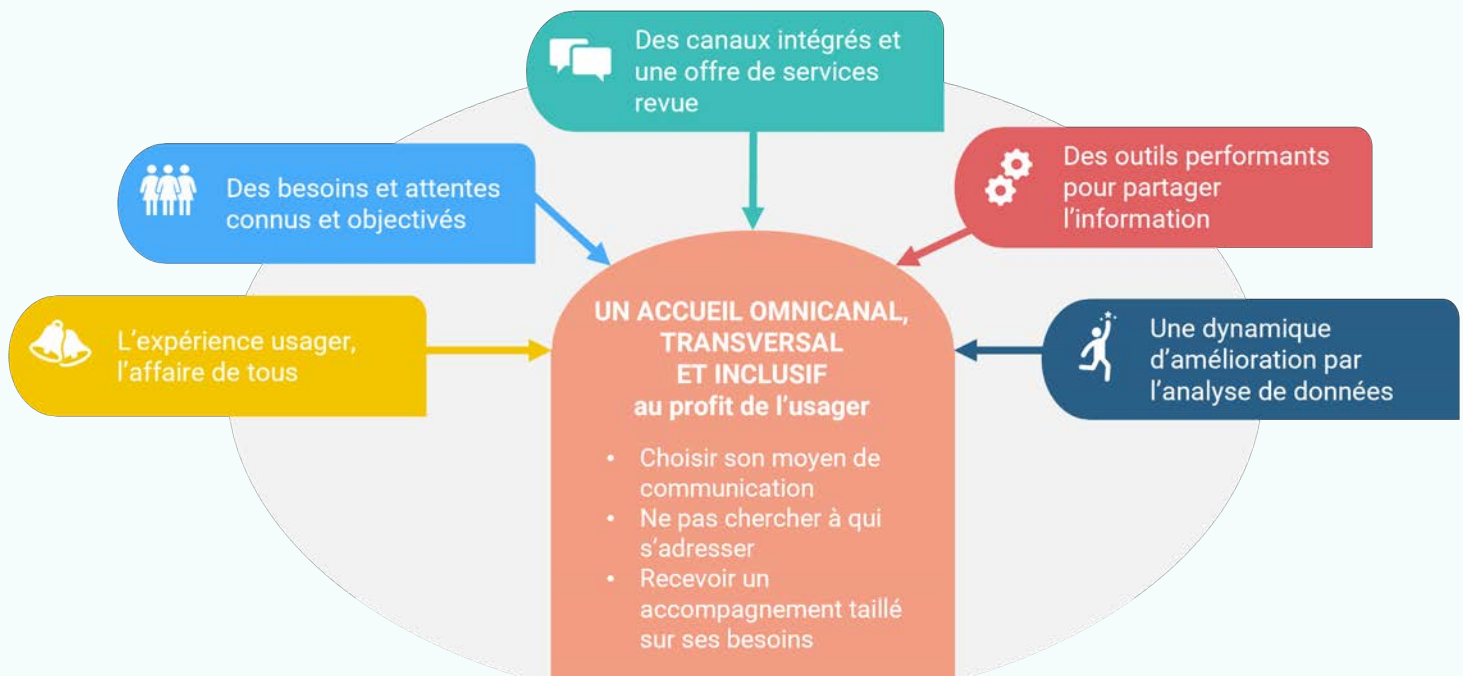 Des canaux intégrés et
une offre de services
revue
Des besoins et attentes
connus et objectivés
Des outils performants
pour partager
l'information
L'expérience usager,
l'affaire de tous
Une dynamique
d'amélioration par
l'analyse de données
UN ACCUEIL OMNICANAL,
TRANSVERSAL
ET INCLUSIF
au profit de l'usager
• Choisir son moyen de
communication
• Ne pas chercher à qui
s'adresser
• Recevoir un
accompagnement taillé
sur ses besoins